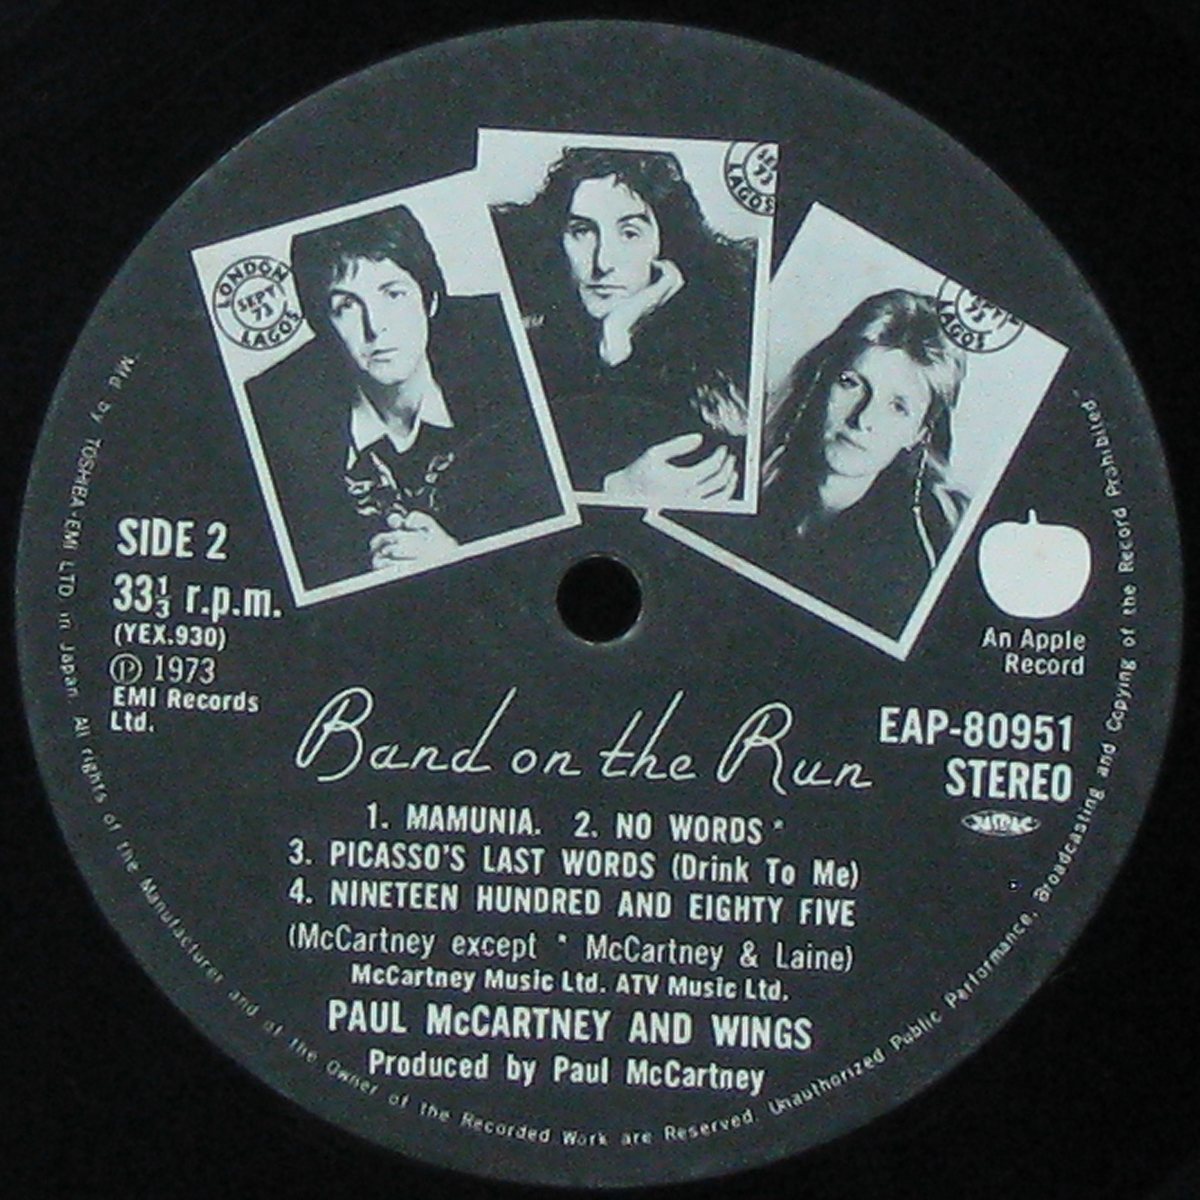 LONDON
SEPT
73
LAGOS
SE
73
LAGOS
73
LAGOS
SIDE 2
33⅓ r.p.m.
(YEX.930)
Ⓟ 1973
EMI Records
Ltd.
An Apple
Record
EAP-80951
STEREO
JASRAC
Band on the Run
1. MAMUNIA. 2. NO WORDS *
3. PICASSO'S LAST WORDS (Drink To Me)
4. NINETEEN HUNDRED AND EIGHTY FIVE
(McCartney except * McCartney & Laine)
McCartney Music Ltd. ATV Music Ltd.
PAUL McCARTNEY AND WINGS
Produced by Paul McCartney
Mfd by TOSHIBA-EMI LTD. in Japan. All rights of the Manufacturer and of the Owner of the Recorded Work are Reserved. Unauthorized Public Performance, Broadcasting and Copying of the Record Prohibited